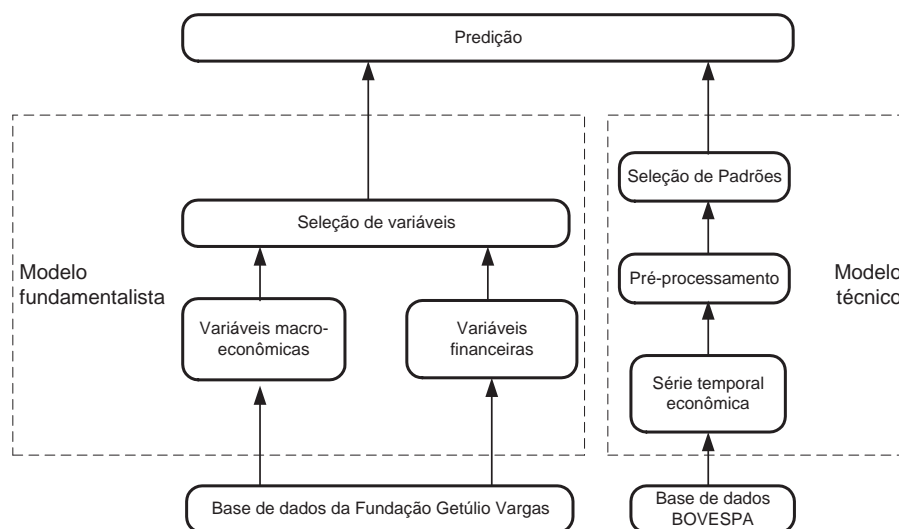 Predição
Seleção de Padrões
Seleção de variáveis
Modelo
fundamentalista
Pré-processamento
Modelo
técnico
Variáveis macro-
econômicas
Variáveis
financeiras
Série temporal
econômica
Base de dados da Fundação Getúlio Vargas
Base de dados
BOVESPA